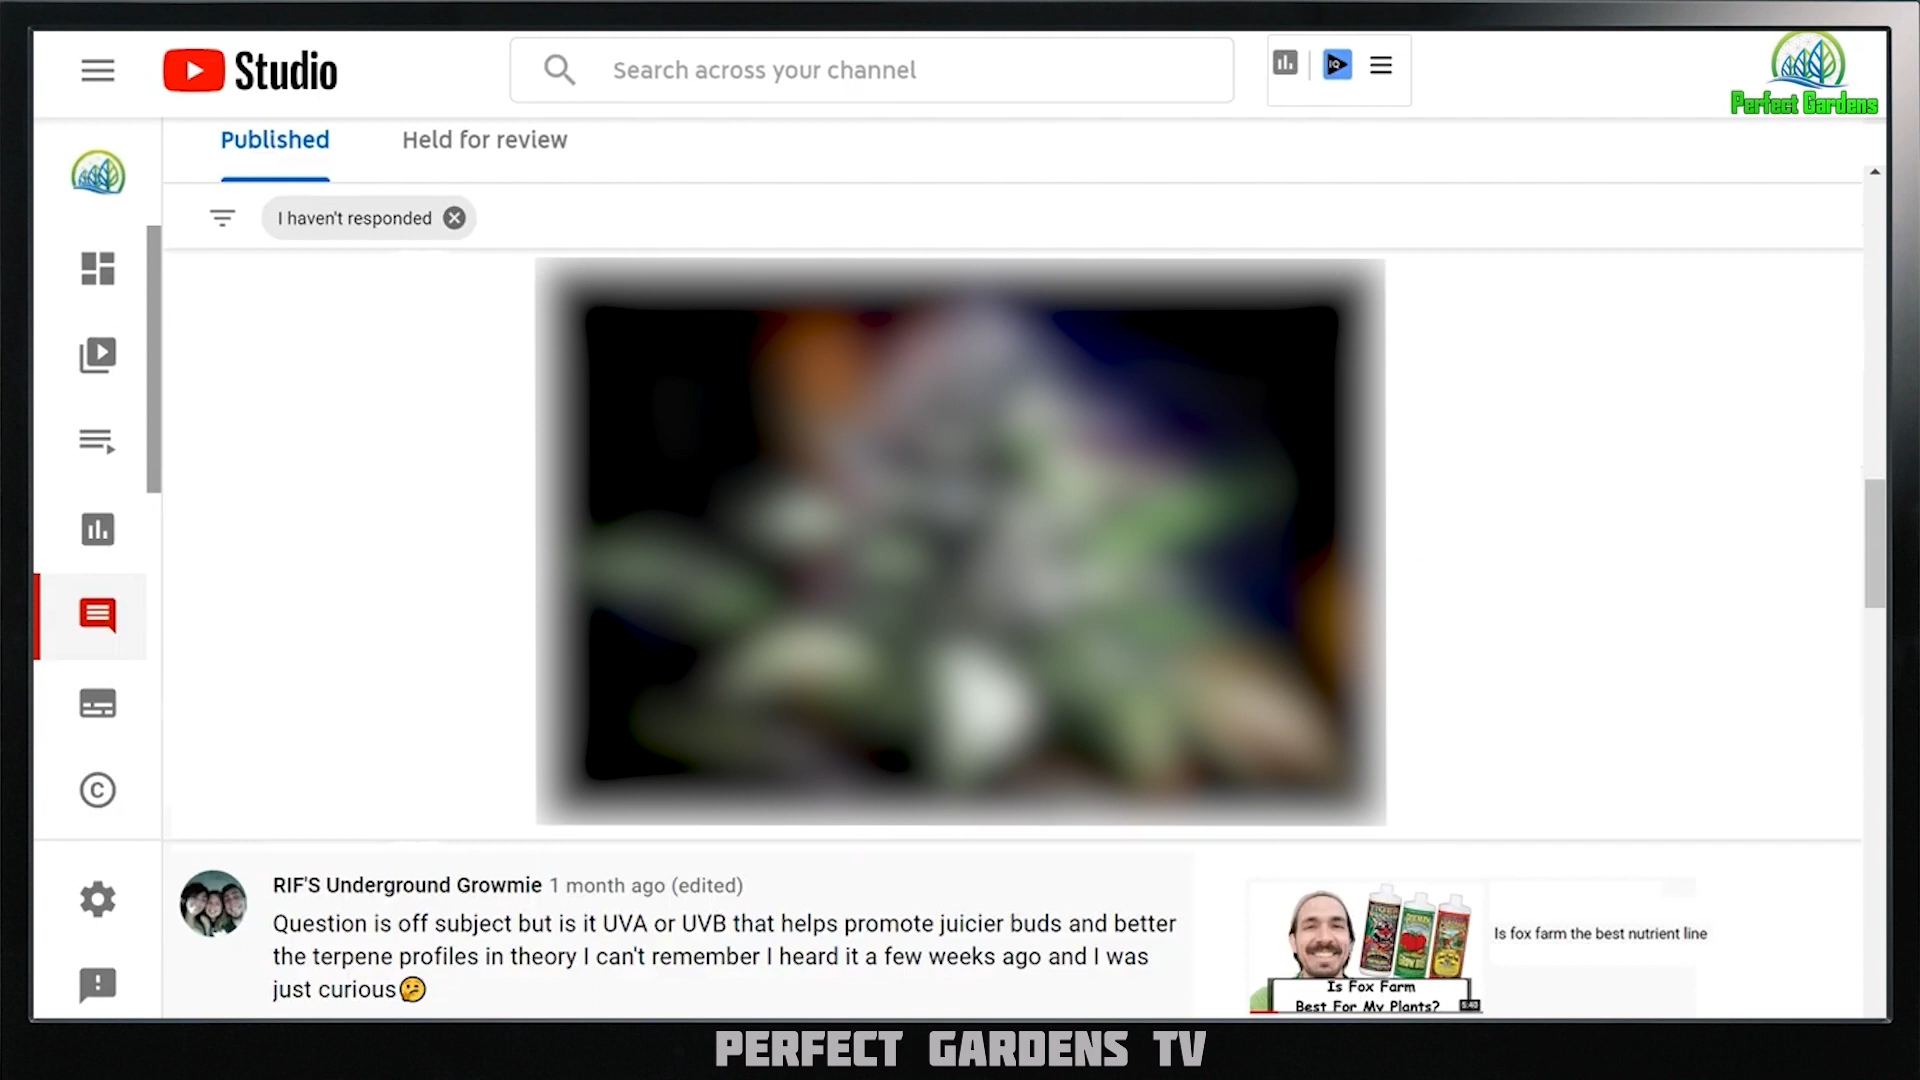 Studio
Search across your channel
IQ
Perfect Gardens
Published
Held for review
I haven't responded
RIF'S Underground Growmie 1 month ago (edited)
Question is off subject but is it UVA or UVB that helps promote juicier buds and better
the terpene profiles in theory I can't remember I heard it a few weeks ago and I was
just curious🤔
Is Fox Farm
Best For My Plants?
Is fox farm the best nutrient line
PERFECT GARDENS TV